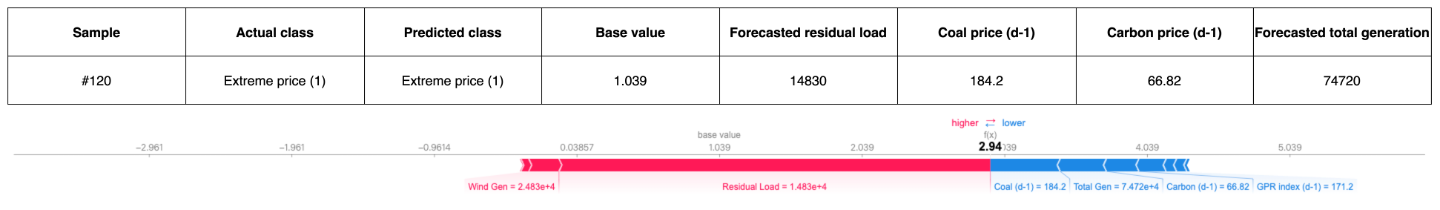 Sample Actual class Predicted class Base value Forecasted residual load Coal price (d-1) Carbon price (d-1) Forecasted total generation
#120 Extreme price (1) Extreme price (1) 1.039 14830 184.2 66.82 74720
higher ⇄ lower
base value f(x)
−2.961 −1.961 −0.9614 0.03857 1.039 2.039 2.94 039 4.039 5.039
Wind Gen = 2.483e+4 Residual Load = 1.483e+4 Coal (d-1) = 184.2 Total Gen = 7.472e+4 Carbon (d-1) = 66.82 GPR index (d-1) = 171.2